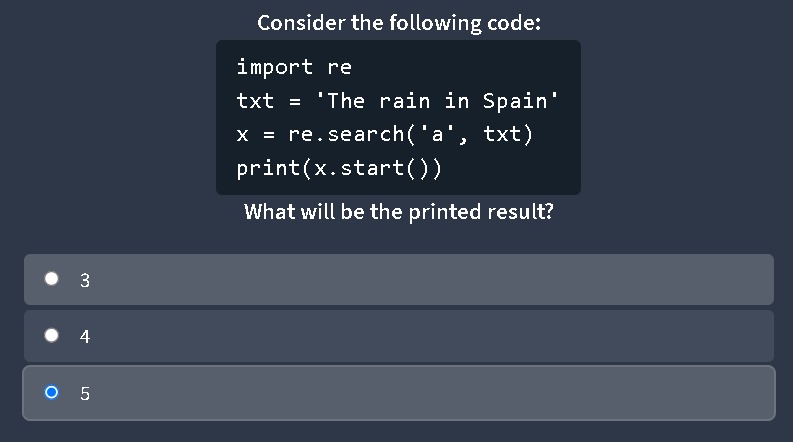 Consider the following code:
import re
txt = 'The rain in Spain'
x = re.search('a', txt)
print(x.start())
What will be the printed result?
3
4
5